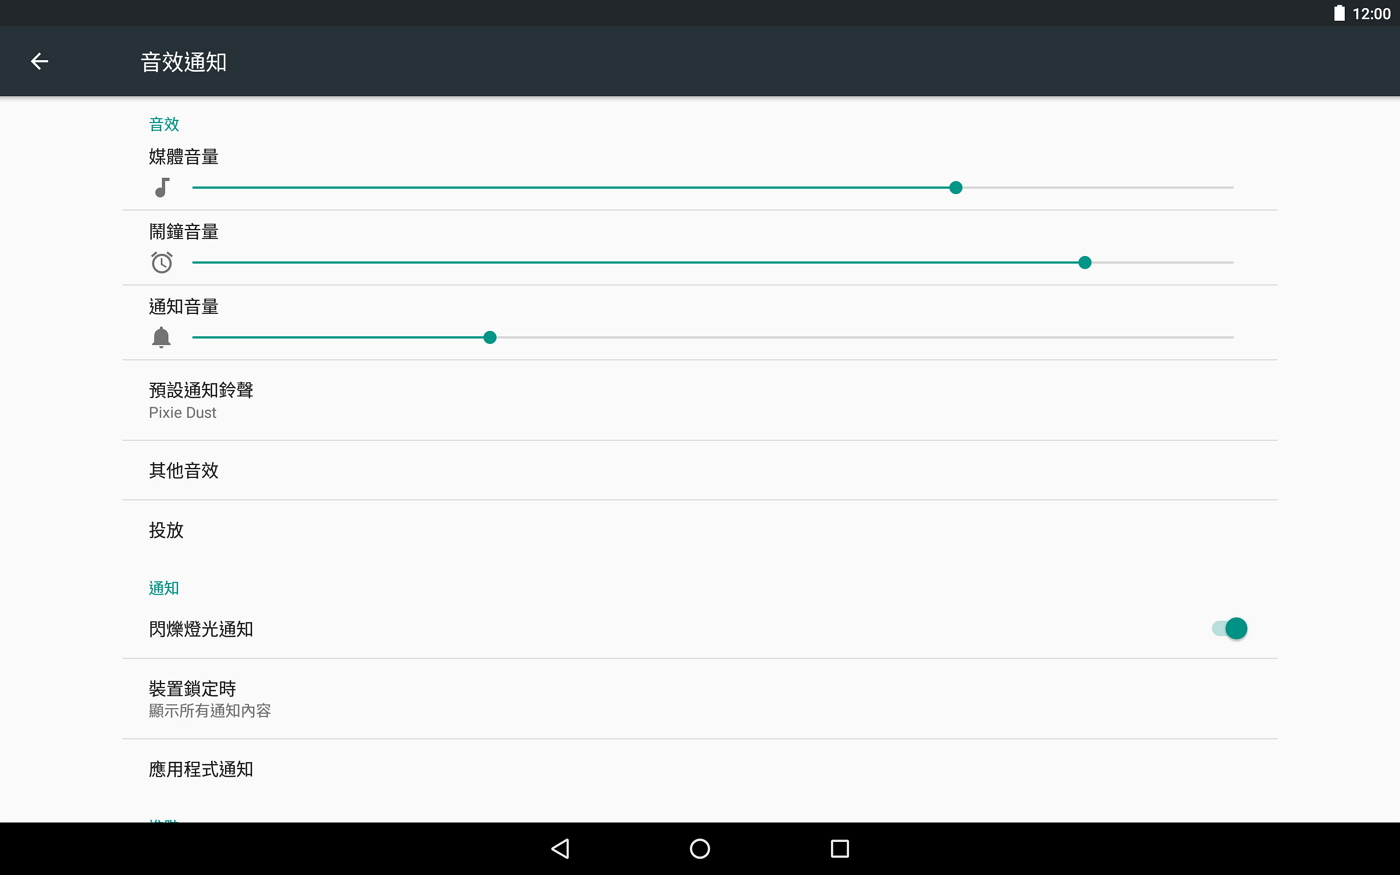 12:00
音效通知
音效
媒體音量
鬧鐘音量
通知音量
預設通知鈴聲
Pixie Dust
其他音效
投放
通知
閃爍燈光通知
裝置鎖定時
顯示所有通知內容
應用程式通知